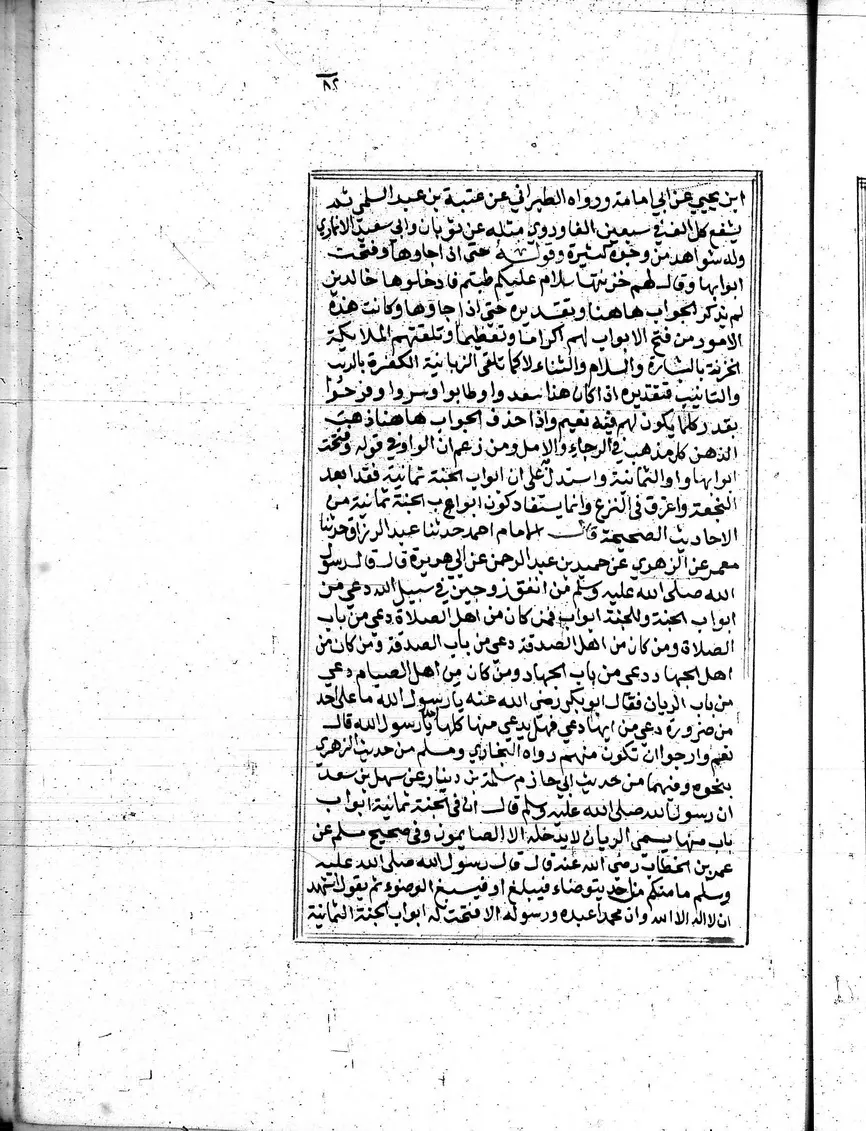 ٨٢
ابن يحيى عن ابي امامة ورواه الطبراني عن عتبة بن عبد السلمي ثم
يشفع كل الف في سبعين الفا وروي مثله عن ثوبان وابي سعيد الانماري
وله شواهد من وجوه كثيرة وقوله حتى اذا جاوها وفتحت
ابوابها وقال لهم خزنتها سلام عليكم طبتم فادخلوها خالدين
لم يذكر الجواب هاهنا وتقديره حتى اذا جاوها وكانت هذه
الامور من فتح الابواب لهم اكراما وتعظيما وتلقتهم الملايكة
الخزنة بالبشارة والسلام والثناء لا كما تلقى الزبانية الكفرة بالتريب
والتانيب فتقديره اذا كان هذا سعدوا وطابوا وسروا وفرحوا
بقدر كلما يكون لهم فيه نعيم واذا حذف الجواب هاهنا ذهب
الذهن كل مذهب في الرجاء والامل ومن زعم ان الواو في قوله وفتحت
ابوابها واو الثمانية واستدل على ان ابواب الجنة ثمانية فقد ابعد
النجعة واغرق في النزع وانما يستفاد كون ابواب الجنة ثمانية من
الاحاديث الصحيحة قال الامام احمد حدثنا عبد الرزاق حدثنا
معمر عن الزهري عن حميد بن عبد الرحمن عن ابي هريرة قال قال رسول
الله صلى الله عليه وسلم من انفق زوجين في سبيل الله دعي من
ابواب الجنة وللجنة ابواب فمن كان من اهل الصلاة دعي من باب
الصلاة ومن كان من اهل الصدقة دعي من باب الصدقة ومن كان من
اهل الجهاد دعي من باب الجهاد ومن كان من اهل الصيام دعي
من باب الريان فقال ابو بكر رضي الله عنه يا رسول الله ما على احد
من ضرورة دعي من ايها دعي فهل يدعى منها كلها يا رسول الله قال
نعم وارجوا ان تكون منهم رواه البخاري ومسلم من حديث الزهري
بنحوه وفيهما من حديث ابي حازم سلمة بن دينار عن سهل بن سعد
ان رسول الله صلى الله عليه وسلم قال ان في الجنة ثمانية ابواب
باب منها يسمى الريان لا يدخله الا الصايمون وفي صحيح مسلم عن
عمر بن الخطاب رضي الله عنه قال قال رسول الله صلى الله عليه
وسلم ما منكم من احد يتوضاء فيبلغ او فيسبغ الوضوء ثم يقول اشهد
ان لا اله الا الله وان محمدا عبده ورسوله الا فتحت له ابواب الجنة الثمانية